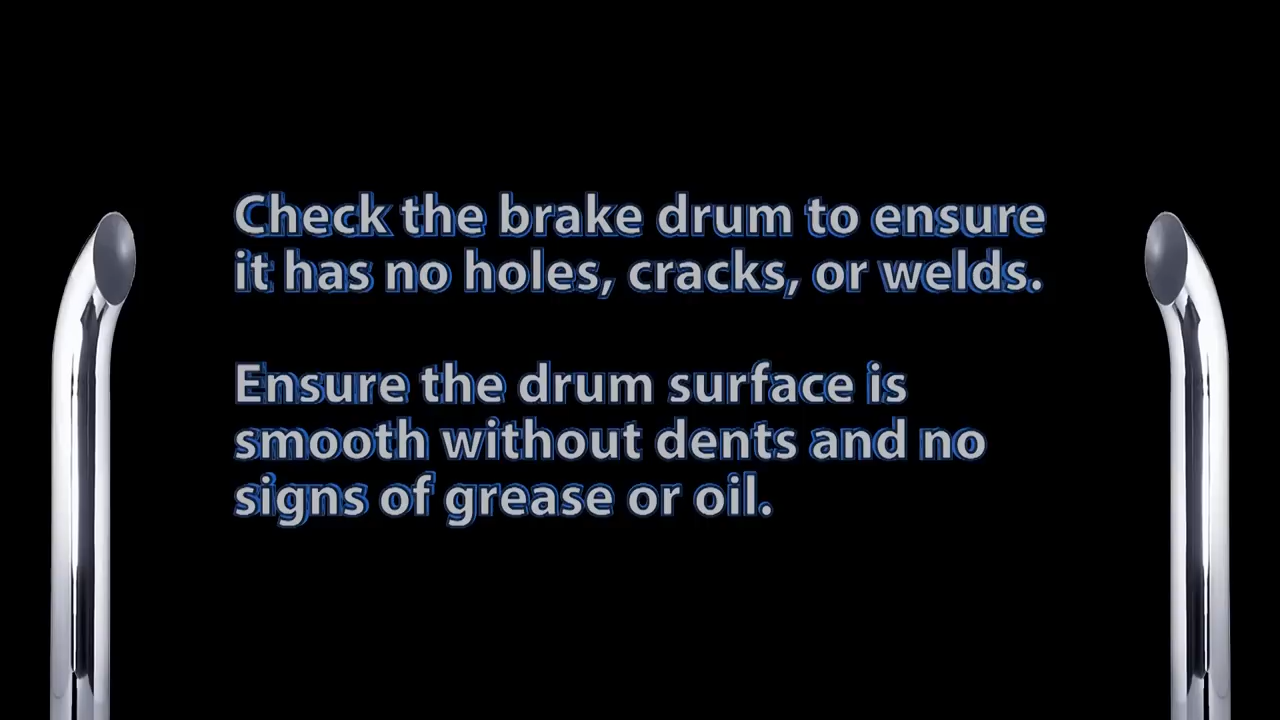 Check the brake drum to ensure
it has no holes, cracks, or welds.
Ensure the drum surface is
smooth without dents and no
signs of grease or oil.